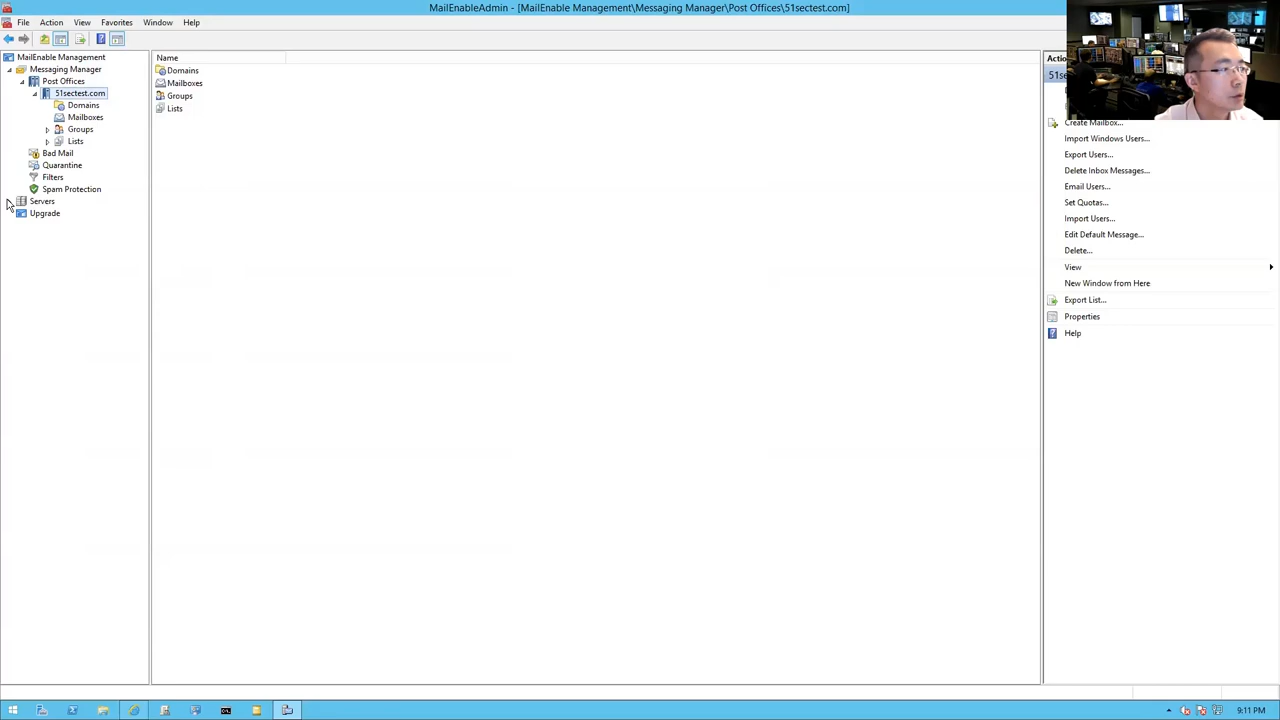 MailEnableAdmin - [MailEnable Management\Messaging Manager\Post Offices\51sectest.com]
File Action View Favorites Window Help
MailEnable Management
Messaging Manager
Post Offices
51sectest.com
Domains
Mailboxes
Groups
Lists
Bad Mail
Quarantine
Filters
Spam Protection
Servers
Upgrade
Name
Domains
Mailboxes
Groups
Lists
Create Mailbox...
Import Windows Users...
Export Users...
Delete Inbox Messages...
Email Users...
Set Quotas...
Import Users...
Edit Default Message...
Delete...
View
New Window from Here
Export List...
Properties
Help
9:11 PM